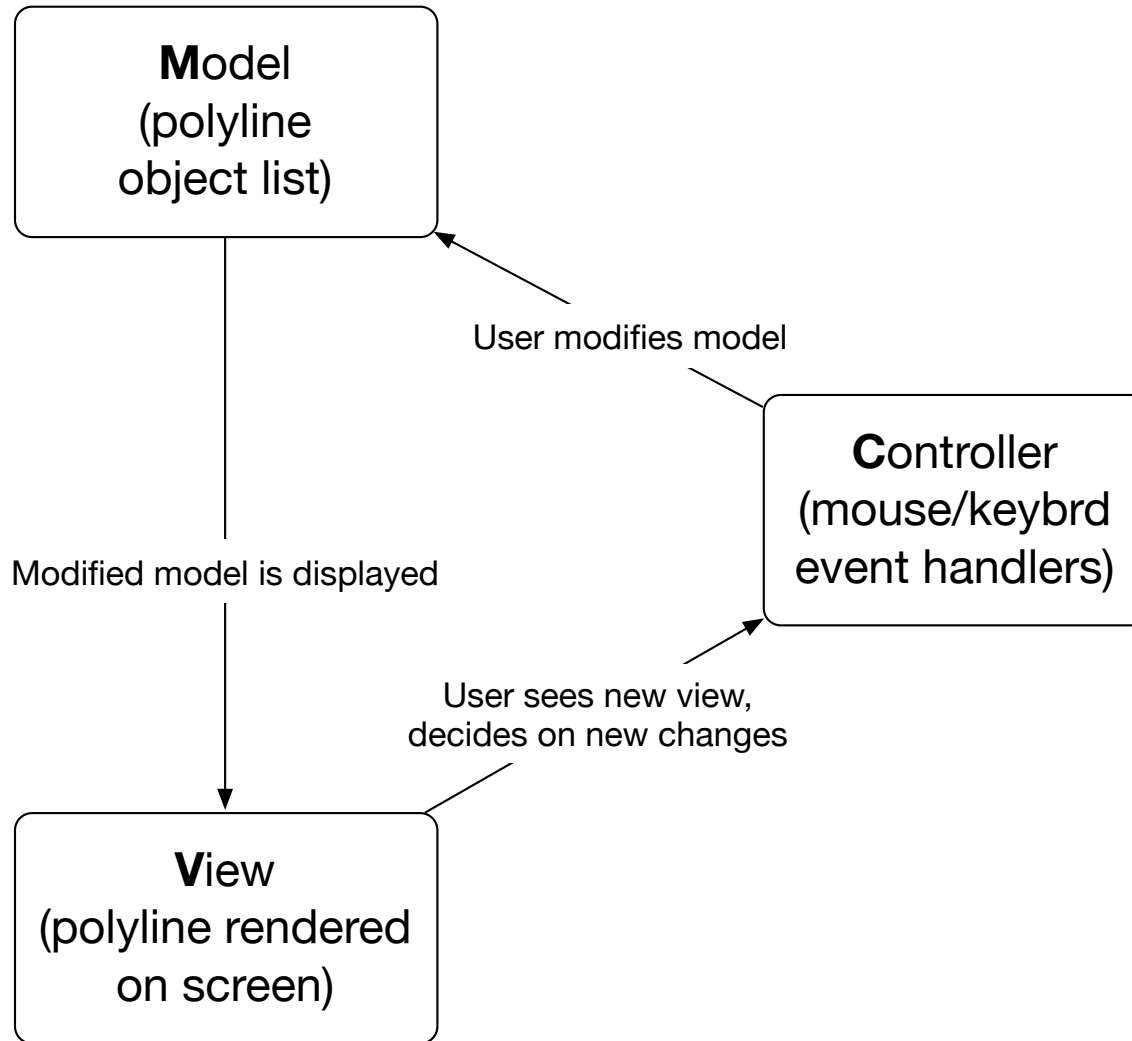 Model
(polyline
object list)
User modifies model
Controller
(mouse/keybrd
event handlers)
Modified model is displayed
User sees new view,
decides on new changes
View
(polyline rendered
on screen)